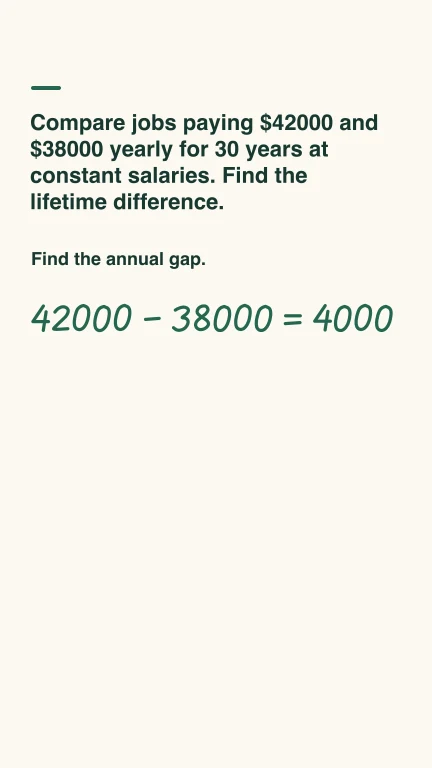 Compare jobs paying $42000 and
$38000 yearly for 30 years at
constant salaries. Find the
lifetime difference.
Find the annual gap.
42000 – 38000 = 4000